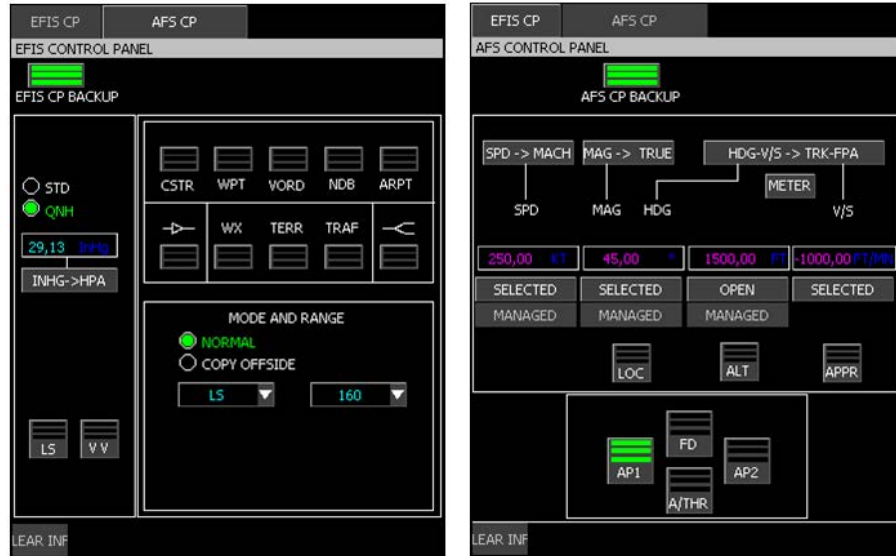 EFIS CP AFS CP
EFIS CONTROL PANEL
EFIS CP BACKUP
CSTR WPT VORD NDB ARPT
STD
QNH
WX TERR TRAF
29,13 InHg
INHG->HPA
MODE AND RANGE
NORMAL
COPY OFFSIDE
LS 160
LS V V
LEAR INF
EFIS CP AFS CP
AFS CONTROL PANEL
AFS CP BACKUP
SPD -> MACH MAG -> TRUE HDG-V/S -> TRK-FPA
METER
SPD MAG HDG V/S
250,00 KT 45,00 ° 1500,00 FT -1000,00 FT/MN
SELECTED SELECTED OPEN SELECTED
MANAGED MANAGED MANAGED
LOC ALT APPR
FD
AP1 AP2
A/THR
LEAR INF